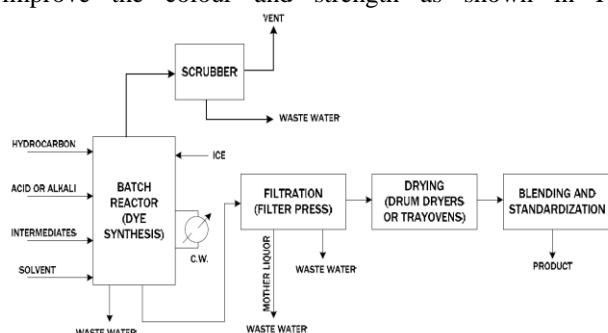 improve the colour and strength as shown in
VENT
SCRUBBER
WASTE WATER
HYDROCARBON
ICE
ACID OR ALKALI
BATCH
REACTOR
(DYE
SYNTHESIS)
INTERMEDIATES
SOLVENT
C.W.
WASTE WATER
FILTRATION
(FILTER PRESS)
MOTHER LIQUOR
WASTE WATER
WASTE WATER
DRYING
(DRUM DRYERS
OR TRAYOVENS)
BLENDING AND
STANDARDIZATION
PRODUCT